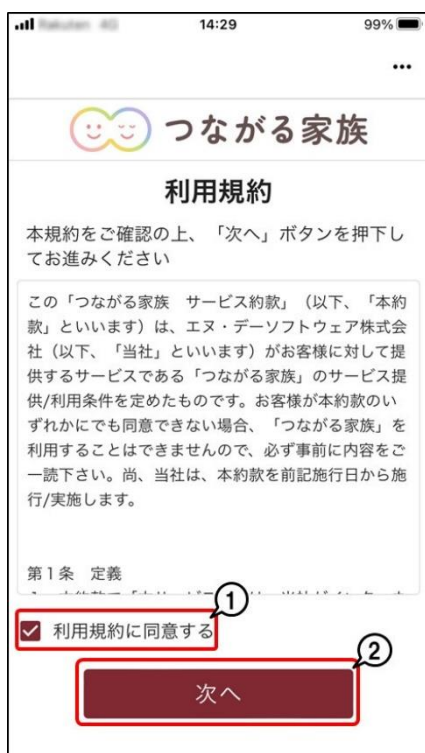 14:29
99%
...
つながる家族
利用規約
本規約をご確認の上、「次へ」ボタンを押下し
てお進みください
この「つながる家族　サービス約款」（以下、「本約
款」といいます）は、エヌ・デーソフトウェア株式会
社（以下、「当社」といいます）がお客様に対して提
供するサービスである「つながる家族」のサービス提
供/利用条件を定めたものです。お客様が本約款のい
ずれかにでも同意できない場合、「つながる家族」を
利用することはできませんので、必ず事前に内容をご
一読下さい。尚、当社は、本約款を前記施行日から施
行/実施します。
第1条　定義
①
利用規約に同意する
②
次へ